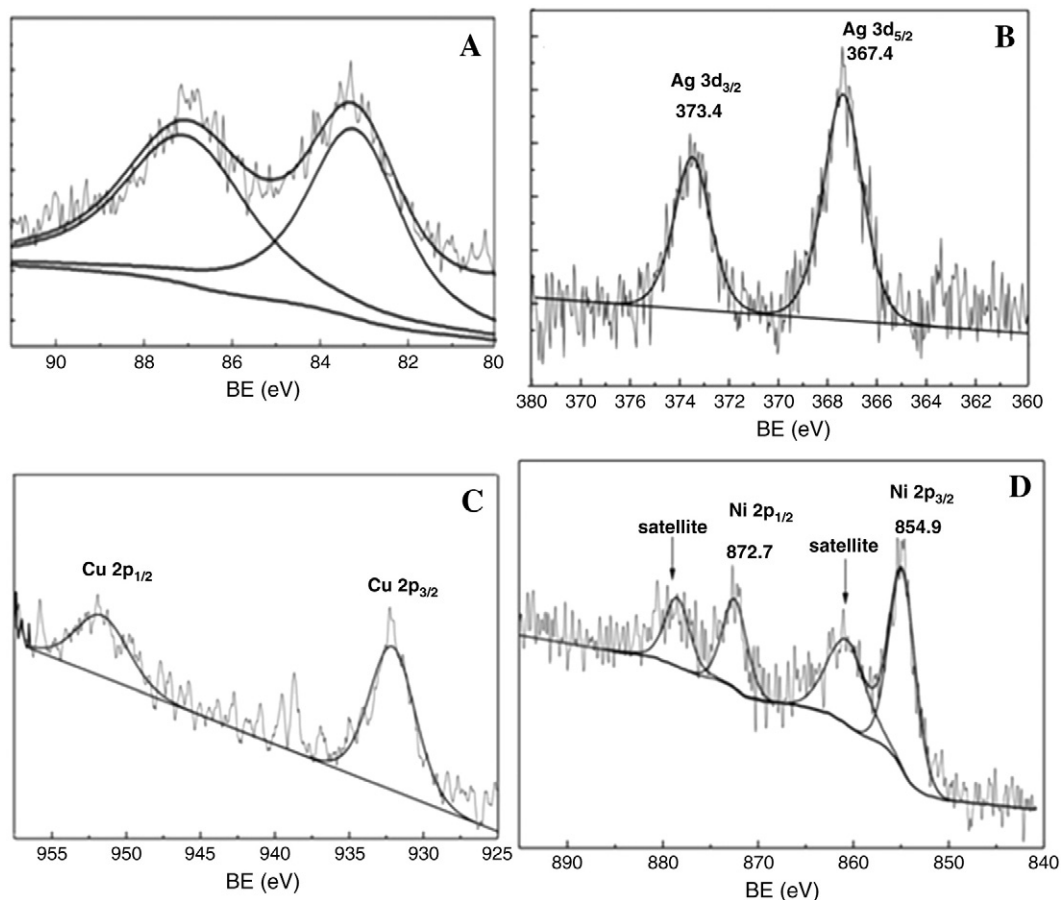 A
90 88 86 84 82 80
BE (eV)
B
Ag 3d5/2
367.4
Ag 3d3/2
373.4
380 370 376 374 372 370 368 366 364 362 360
BE (eV)
C
Cu 2p1/2
Cu 2p3/2
955 950 945 940 935 930 925
BE (eV)
D
Ni 2p3/2
854.9
Ni 2p1/2
872.7
satellite
satellite
890 880 870 860 850 840
BE (eV)